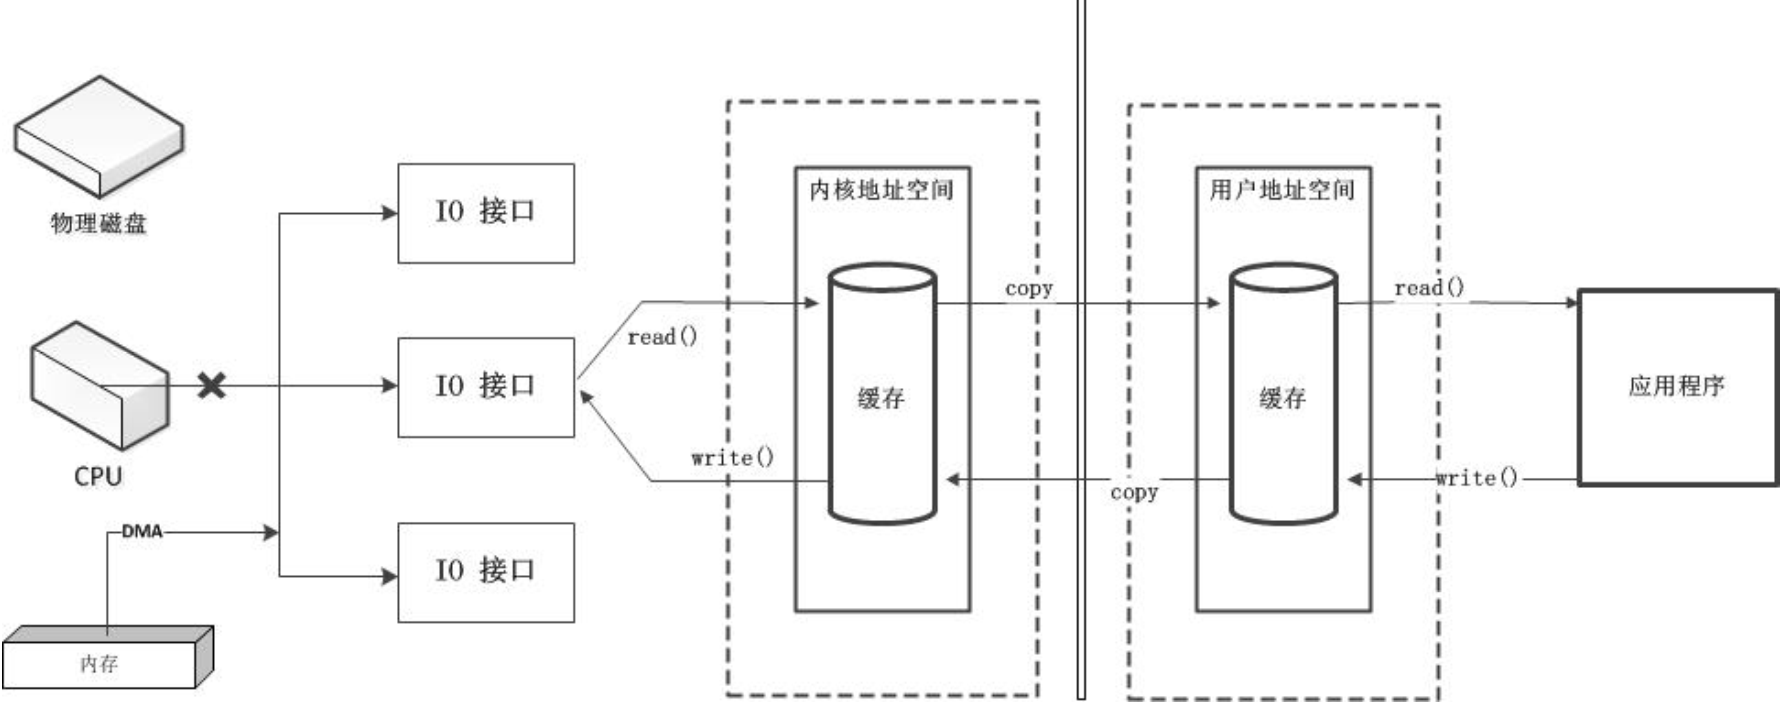 物理磁盘
CPU
DMA
内存
IO 接口
IO 接口
IO 接口
read()
write()
内核地址空间
缓存
copy
copy
用户地址空间
缓存
read()
write()
应用程序